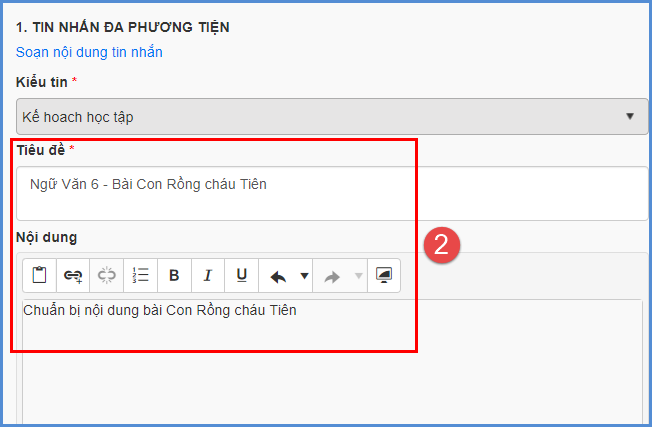 1. TIN NHẮN ĐA PHƯƠNG TIỆN
Soạn nội dung tin nhắn
Kiểu tin *
Kế hoach học tập
Tiêu đề *
Ngữ Văn 6 - Bài Con Rồng cháu Tiên
Nội dung
2
B I U
Chuẩn bị nội dung bài Con Rồng cháu Tiên